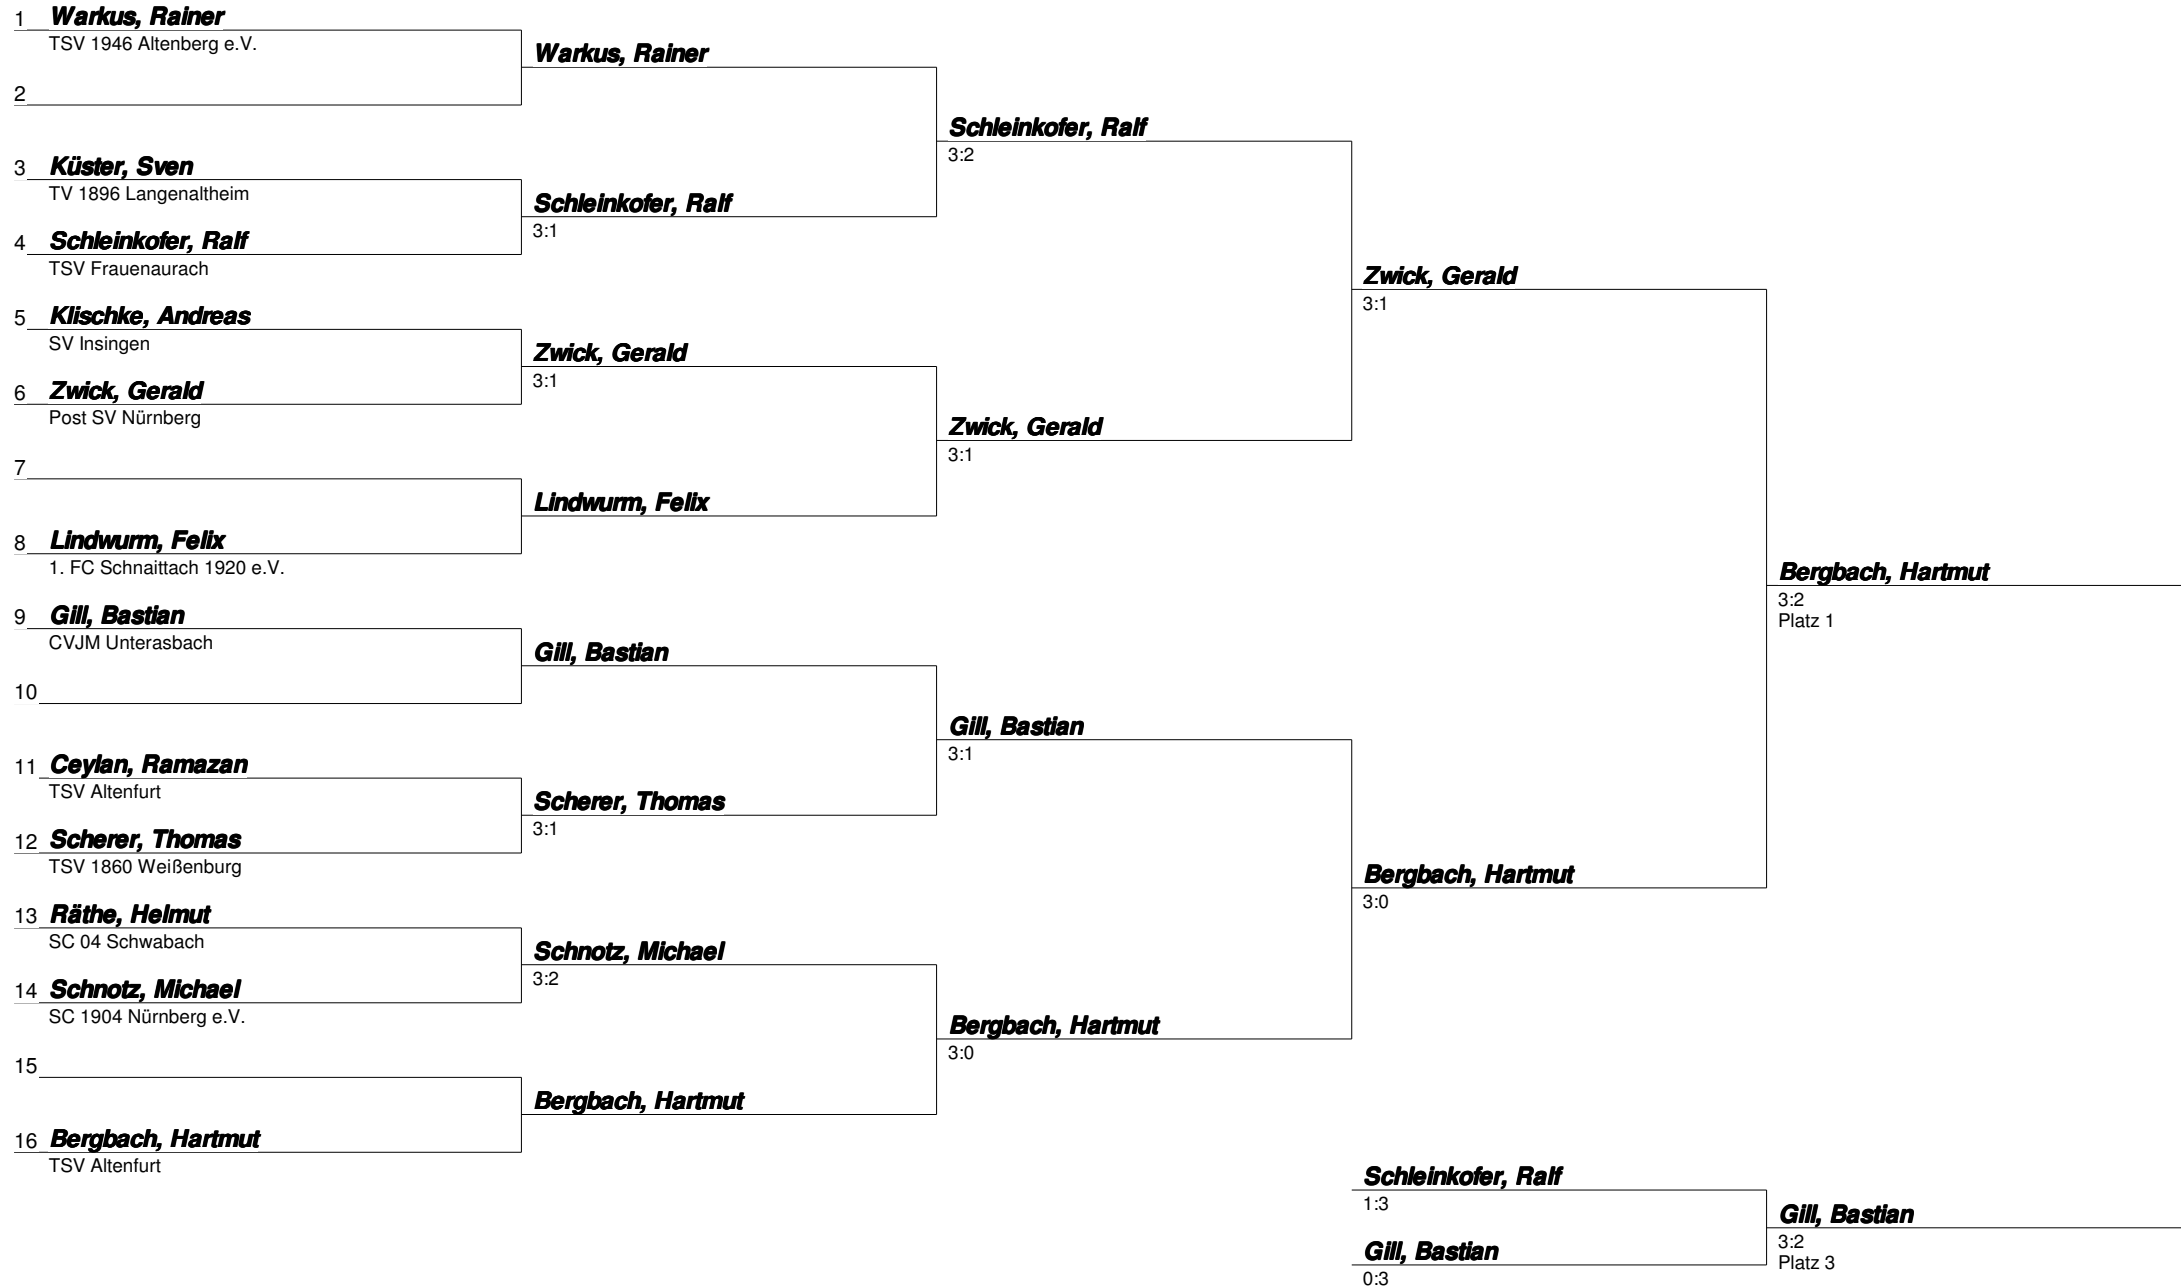 1 Warkus, Rainer
TSV 1946 Altenberg e.V.
2
3 Küster, Sven
TV 1896 Langenaltheim
4 Schleinkofer, Ralf
TSV Frauenaurach
5 Klischke, Andreas
SV Insingen
6 Zwick, Gerald
Post SV Nürnberg
7
8 Lindwurm, Felix
1. FC Schnaittach 1920 e.V.
9 Gill, Bastian
CVJM Unterasbach
10
11 Ceylan, Ramazan
TSV Altenfurt
12 Scherer, Thomas
TSV 1860 Weißenburg
13 Räthe, Helmut
SC 04 Schwabach
14 Schnotz, Michael
SC 1904 Nürnberg e.V.
15
16 Bergbach, Hartmut
TSV Altenfurt
Warkus, Rainer
Schleinkofer, Ralf
3:1
Zwick, Gerald
3:1
Lindwurm, Felix
Gill, Bastian
Scherer, Thomas
3:1
Schnotz, Michael
3:2
Bergbach, Hartmut
Schleinkofer, Ralf
3:2
Zwick, Gerald
3:1
Gill, Bastian
3:1
Bergbach, Hartmut
3:0
Zwick, Gerald
3:1
Bergbach, Hartmut
3:0
Bergbach, Hartmut
3:2
Platz 1
Schleinkofer, Ralf
1:3
Gill, Bastian
0:3
Gill, Bastian
3:2
Platz 3